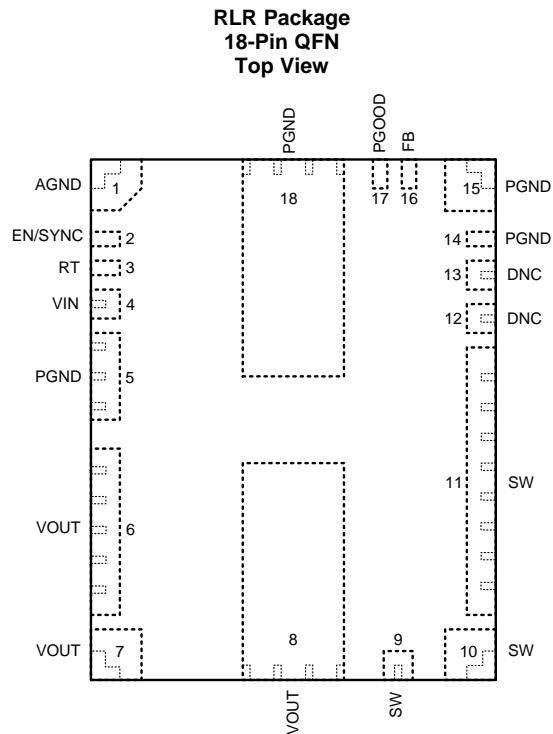 RLR Package
18-Pin QFN
Top View
PGND
PGOOD
FB
AGND
1
18
17
16
15
PGND
EN/SYNC
2
14
PGND
RT
3
13
DNC
VIN
4
12
DNC
PGND
5
11
SW
VOUT
6
VOUT
7
8
9
10
SW
VOUT
SW